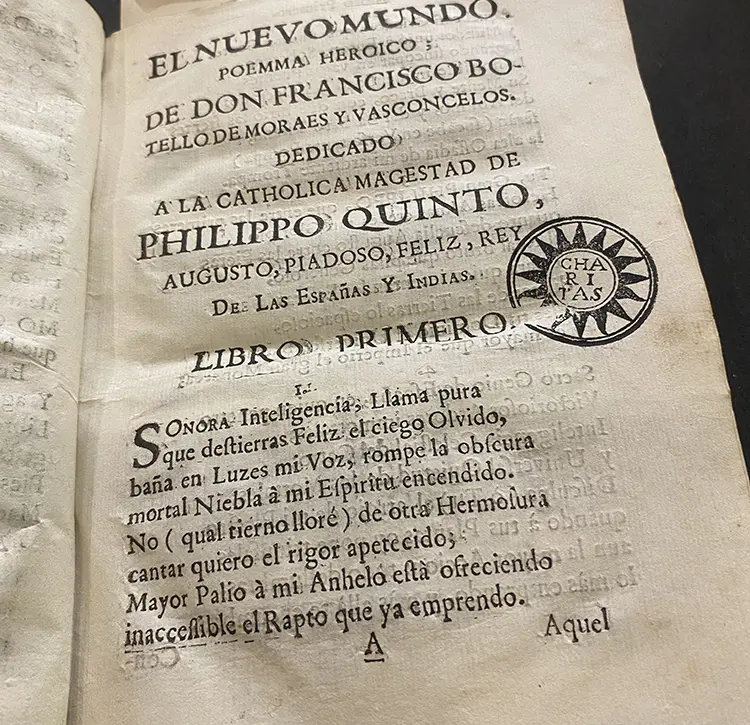 EL NUEVO MUNDO.
POEMMA HEROICO;
DE DON FRANCISCO BO-
TELLO DE MORAES Y VASCONCELOS.
DEDICADO
A LA CATHOLICA MAGESTAD DE
PHILIPPO QUINTO,
AUGUSTO, PIADOSO, FELIZ, REY
DE LAS ESPAÑAS Y INDIAS.
CHA
RI
TAS
LIBRO PRIMERO.
I.
SONORA Inteligencia; Llama pura
que deſtierras Feliz el ciego Olvido,
baña en Luzes mi Voz; rompe la obſcura
mortal Niebla à mi Eſpiritu encendido.
No ( qual tierno lloré ) de otra Hermoſura
cantar quiero el rigor apetecido;
Mayor Palio à mi Anhelo eſtà ofreciendo
inacceſſible el Rapto que ya emprendo.
A
Aquel